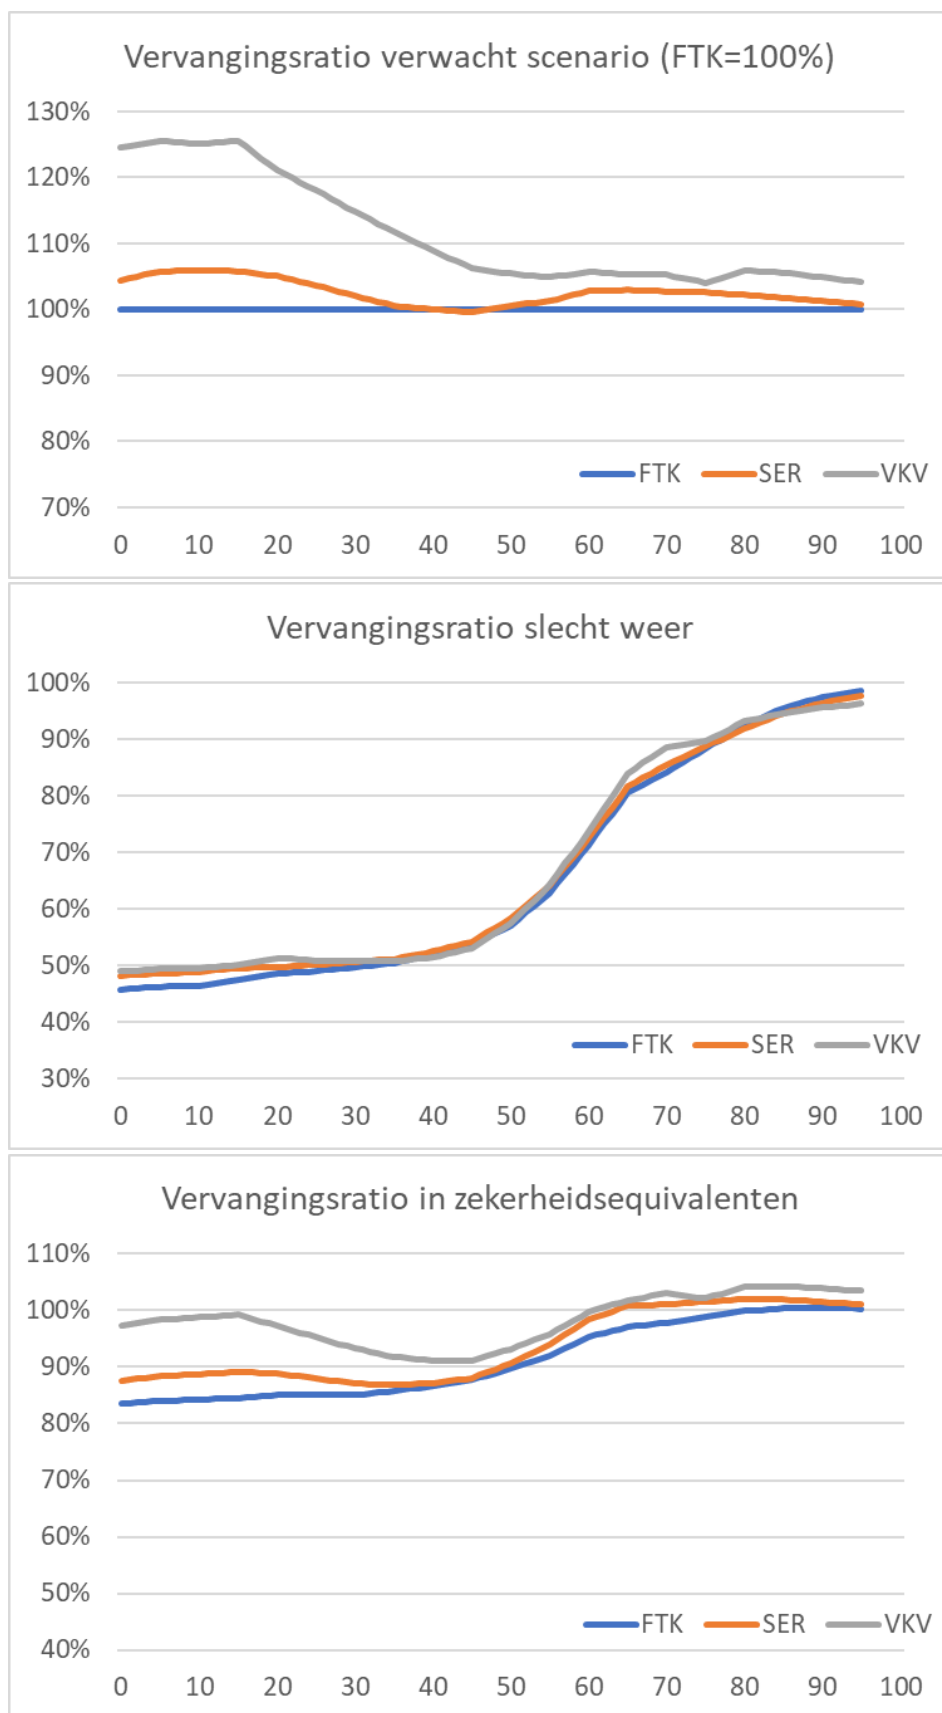 Vervangingsratio verwacht scenario (FTK=100%)
130%
120%
110%
100%
90%
80%
FTK SER VKV
70%
0 10 20 30 40 50 60 70 80 90 100
Vervangingsratio slecht weer
100%
90%
80%
70%
60%
50%
40%
FTK SER VKV
30%
0 10 20 30 40 50 60 70 80 90 100
Vervangingsratio in zekerheidsequivalenten
110%
100%
90%
80%
70%
60%
50%
FTK SER VKV
40%
0 10 20 30 40 50 60 70 80 90 100